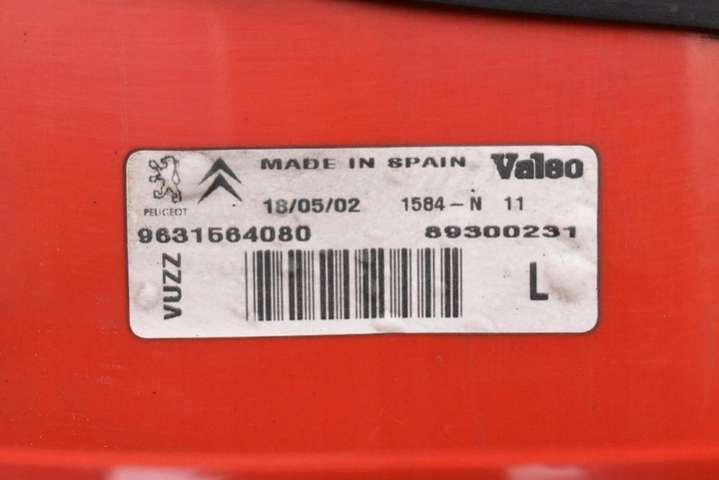 MADE IN SPAIN Valeo
PEUGEOT 18/05/02 1584-N 11
9631564080 89300231
VUZZ L